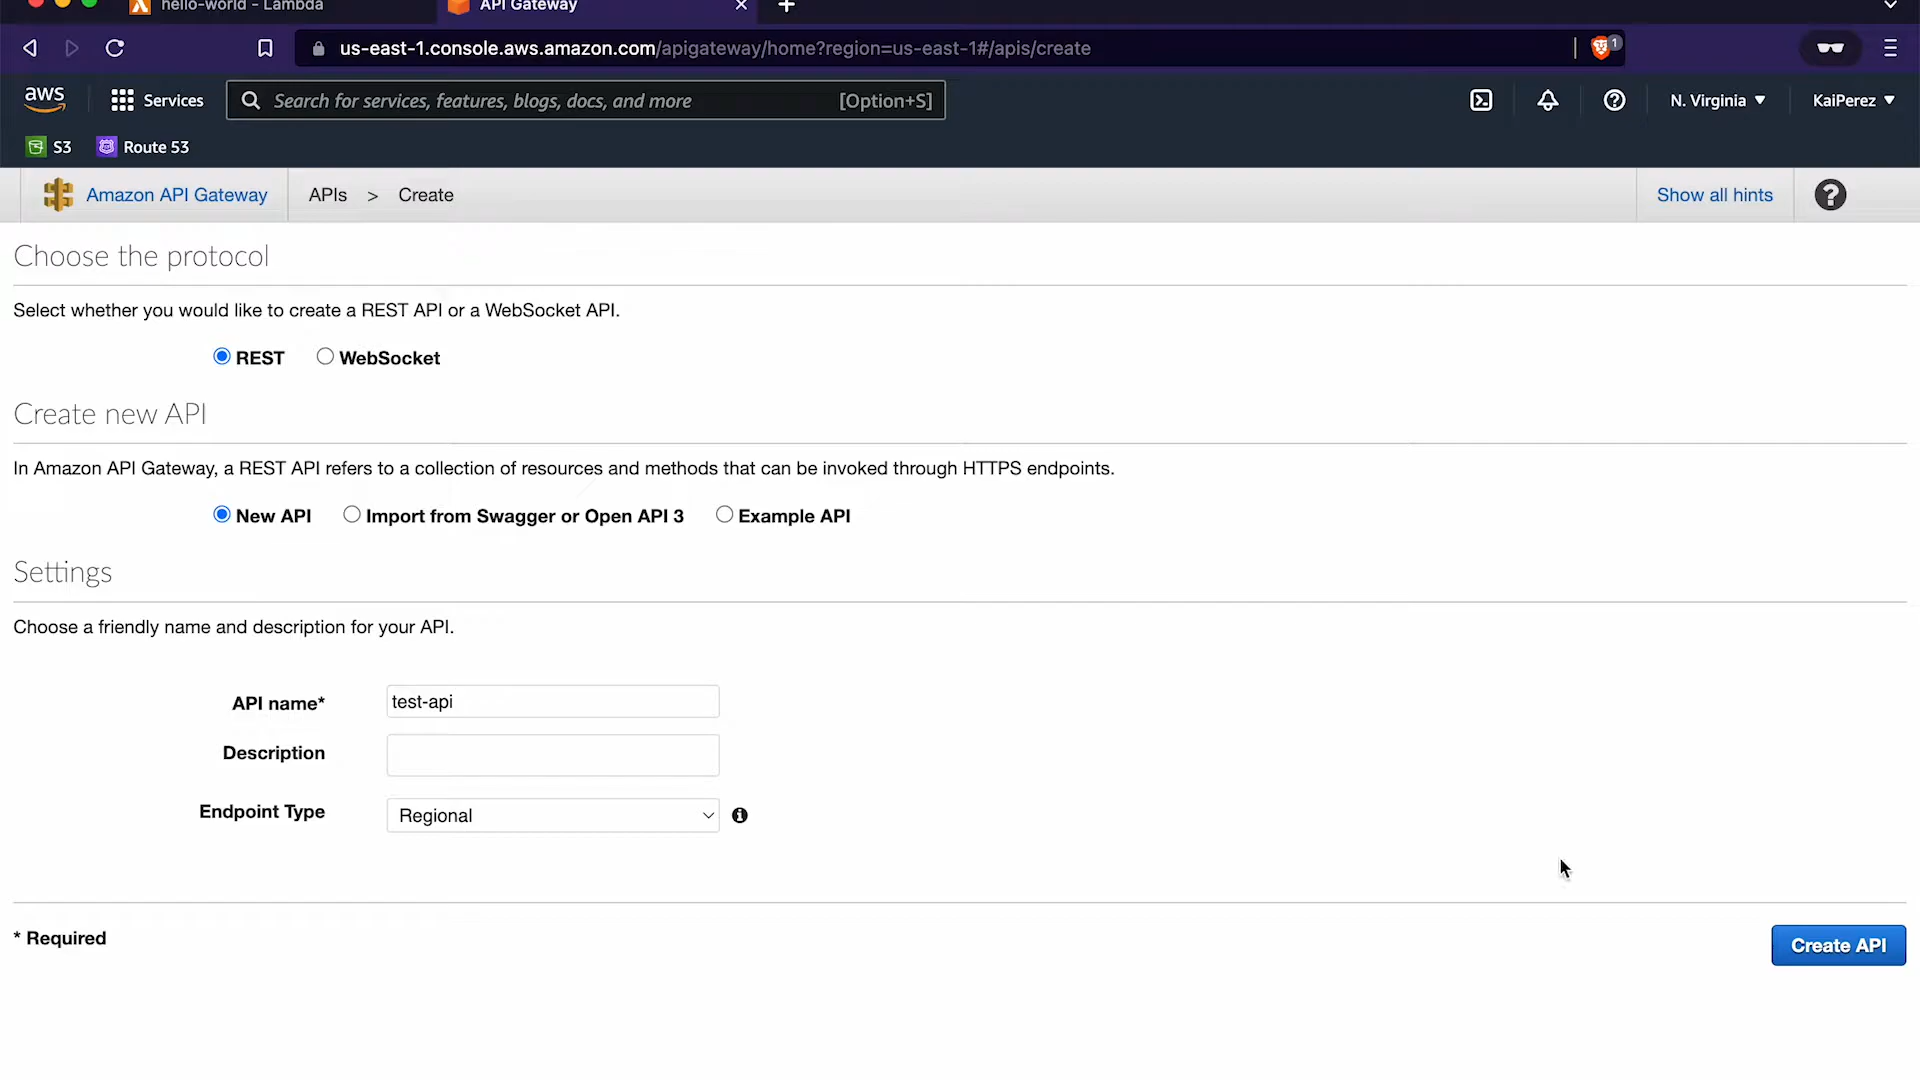 hello-world - Lambda
API Gateway
us-east-1.console.aws.amazon.com/apigateway/home?region=us-east-1#/apis/create
1
aws
Services
Search for services, features, blogs, docs, and more
[Option+S]
N. Virginia
KaiPerez
S3
Route 53
Amazon API Gateway
APIs > Create
Show all hints
Choose the protocol
Select whether you would like to create a REST API or a WebSocket API.
REST
WebSocket
Create new API
In Amazon API Gateway, a REST API refers to a collection of resources and methods that can be invoked through HTTPS endpoints.
New API
Import from Swagger or Open API 3
Example API
Settings
Choose a friendly name and description for your API.
API name*
test-api
Description
Endpoint Type
Regional
* Required
Create API